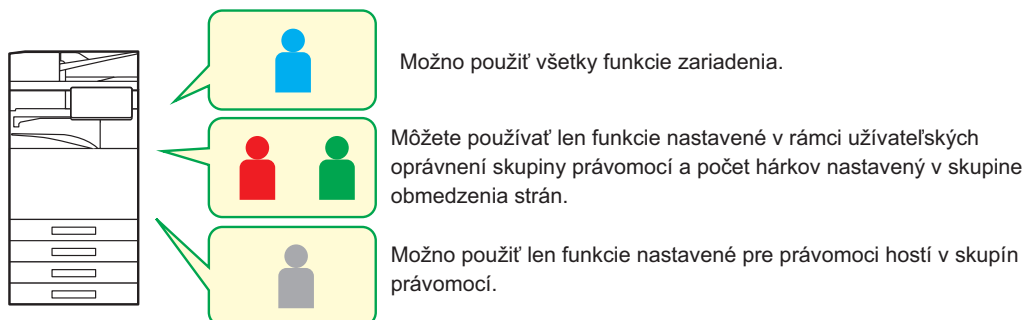 Možno použiť všetky funkcie zariadenia.
Môžete používať len funkcie nastavené v rámci užívateľských
oprávnení skupiny právomocí a počet hárkov nastavený v skupine
obmedzenia strán.
Možno použiť len funkcie nastavené pre právomoci hostí v skupín
právomocí.